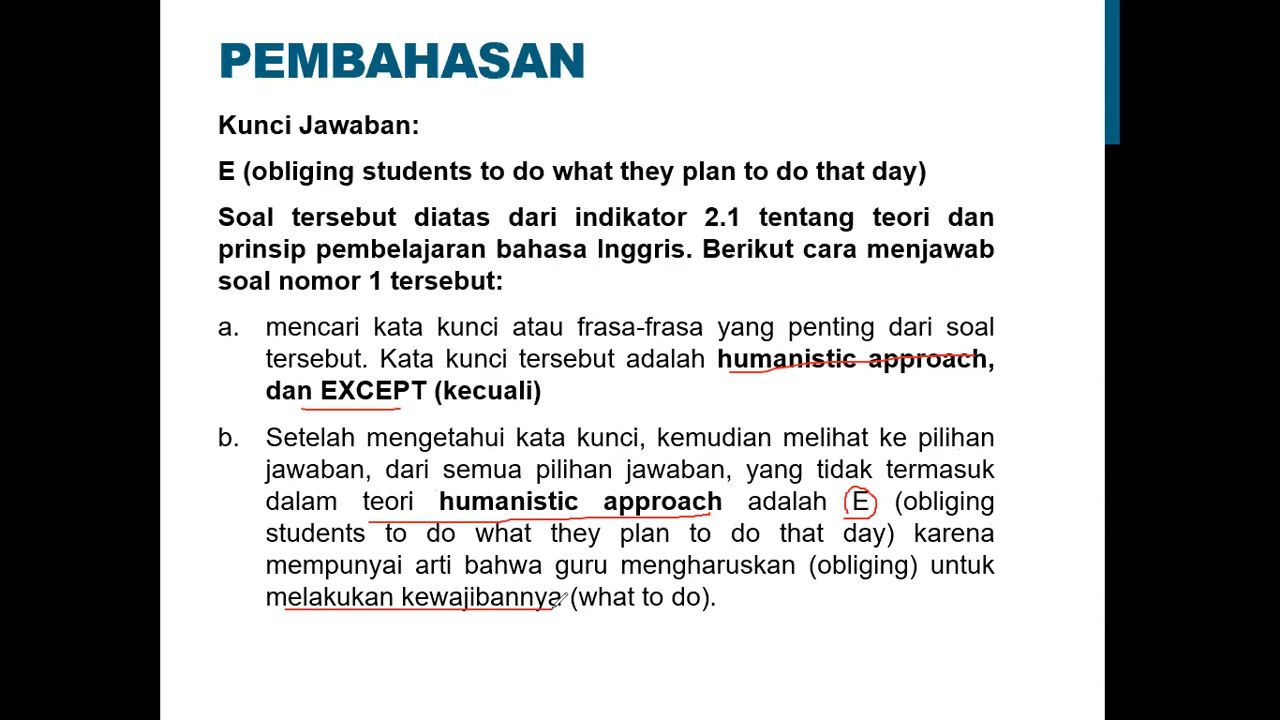 PEMBAHASAN
Kunci Jawaban:
E (obliging students to do what they plan to do that day)
Soal tersebut diatas dari indikator 2.1 tentang teori dan
prinsip pembelajaran bahasa Inggris. Berikut cara menjawab
soal nomor 1 tersebut:
a. mencari kata kunci atau frasa-frasa yang penting dari soal
tersebut. Kata kunci tersebut adalah humanistic approach,
dan EXCEPT (kecuali)
b. Setelah mengetahui kata kunci, kemudian melihat ke pilihan
jawaban, dari semua pilihan jawaban, yang tidak termasuk
dalam teori humanistic approach adalah E (obliging
students to do what they plan to do that day) karena
mempunyai arti bahwa guru mengharuskan (obliging) untuk
melakukan kewajibannya (what to do).